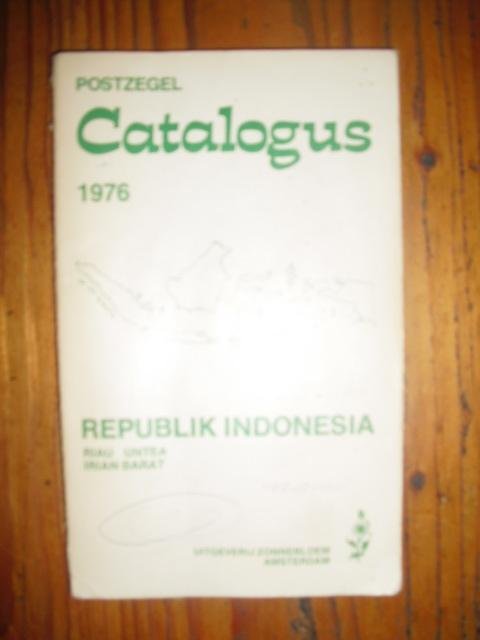 POSTZEGEL
Catalogus
1976
REPUBLIK INDONESIA
RIAU UNTEA
IRIAN BARAT
UITGEVERIJ ZONNEBLOEM
AMSTERDAM